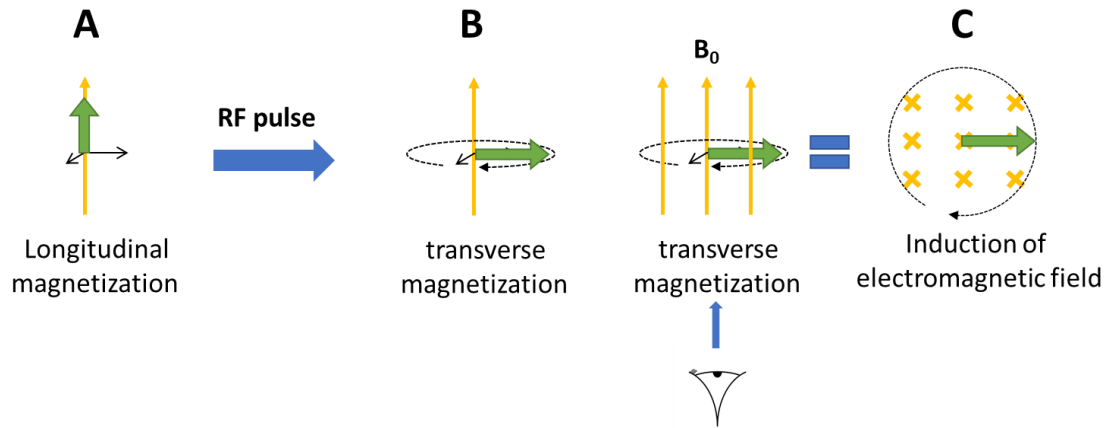 A
B
C
B₀
RF pulse
Longitudinal
magnetization
transverse
magnetization
transverse
magnetization
Induction of
electromagnetic field